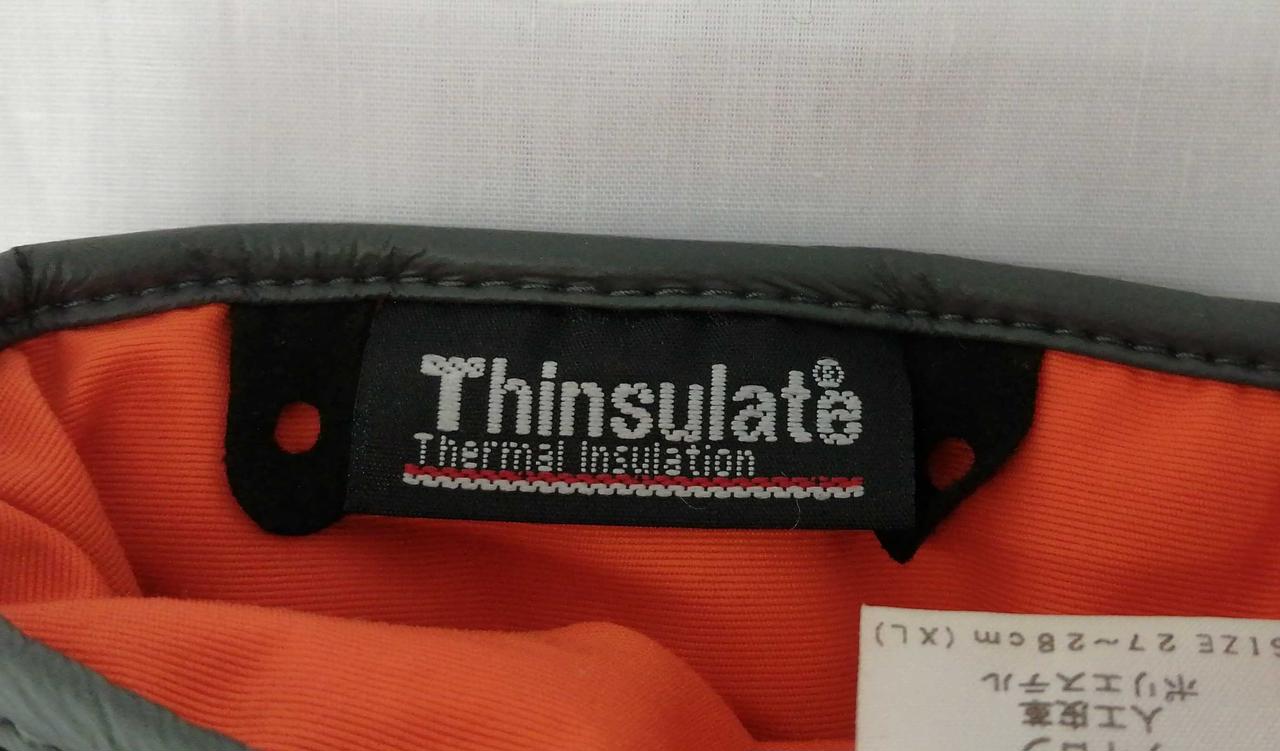 Thinsulate®
Thermal Insulation
SIZE 27~28cm (XL)
ポリエステル
人工皮革